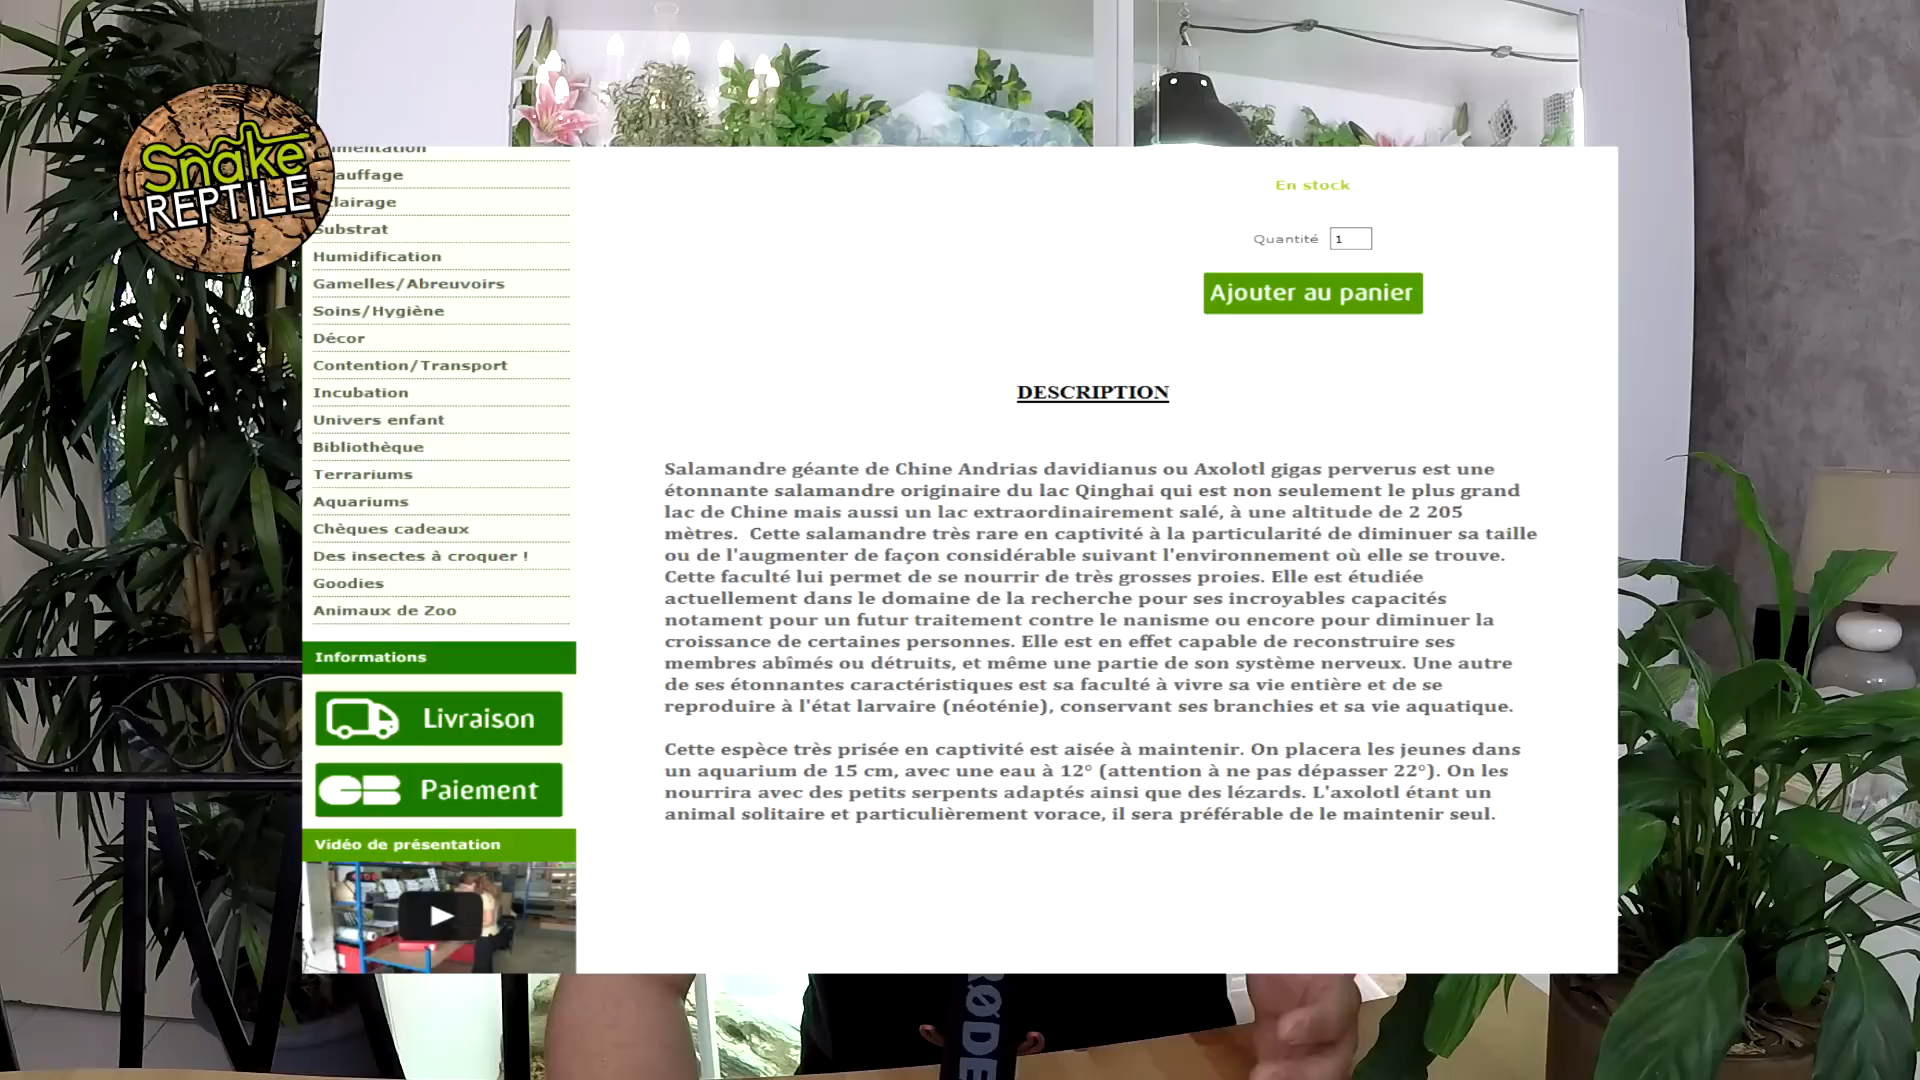 Snake
REPTILE
Alimentation
Chauffage
Eclairage
Substrat
Humidification
Gamelles/Abreuvoirs
Soins/Hygiène
Décor
Contention/Transport
Incubation
Univers enfant
Bibliothèque
Terrariums
Aquariums
Chèques cadeaux
Des insectes à croquer !
Goodies
Animaux de Zoo
Informations
Livraison
Paiement
Vidéo de présentation
En stock
Quantité 1
Ajouter au panier
DESCRIPTION
Salamandre géante de Chine Andrias davidianus ou Axolotl gigas perverus est une
étonnante salamandre originaire du lac Qinghai qui est non seulement le plus grand
lac de Chine mais aussi un lac extraordinairement salé, à une altitude de 2 205
mètres.  Cette salamandre très rare en captivité à la particularité de diminuer sa taille
ou de l'augmenter de façon considérable suivant l'environnement où elle se trouve.
Cette faculté lui permet de se nourrir de très grosses proies. Elle est étudiée
actuellement dans le domaine de la recherche pour ses incroyables capacités
notament pour un futur traitement contre le nanisme ou encore pour diminuer la
croissance de certaines personnes. Elle est en effet capable de reconstruire ses
membres abîmés ou détruits, et même une partie de son système nerveux. Une autre
de ses étonnantes caractéristiques est sa faculté à vivre sa vie entière et de se
reproduire à l'état larvaire (néoténie), conservant ses branchies et sa vie aquatique.
Cette espèce très prisée en captivité est aisée à maintenir. On placera les jeunes dans
un aquarium de 15 cm, avec une eau à 12° (attention à ne pas dépasser 22°). On les
nourrira avec des petits serpents adaptés ainsi que des lézards. L'axolotl étant un
animal solitaire et particulièrement vorace, il sera préférable de le maintenir seul.
RØDE